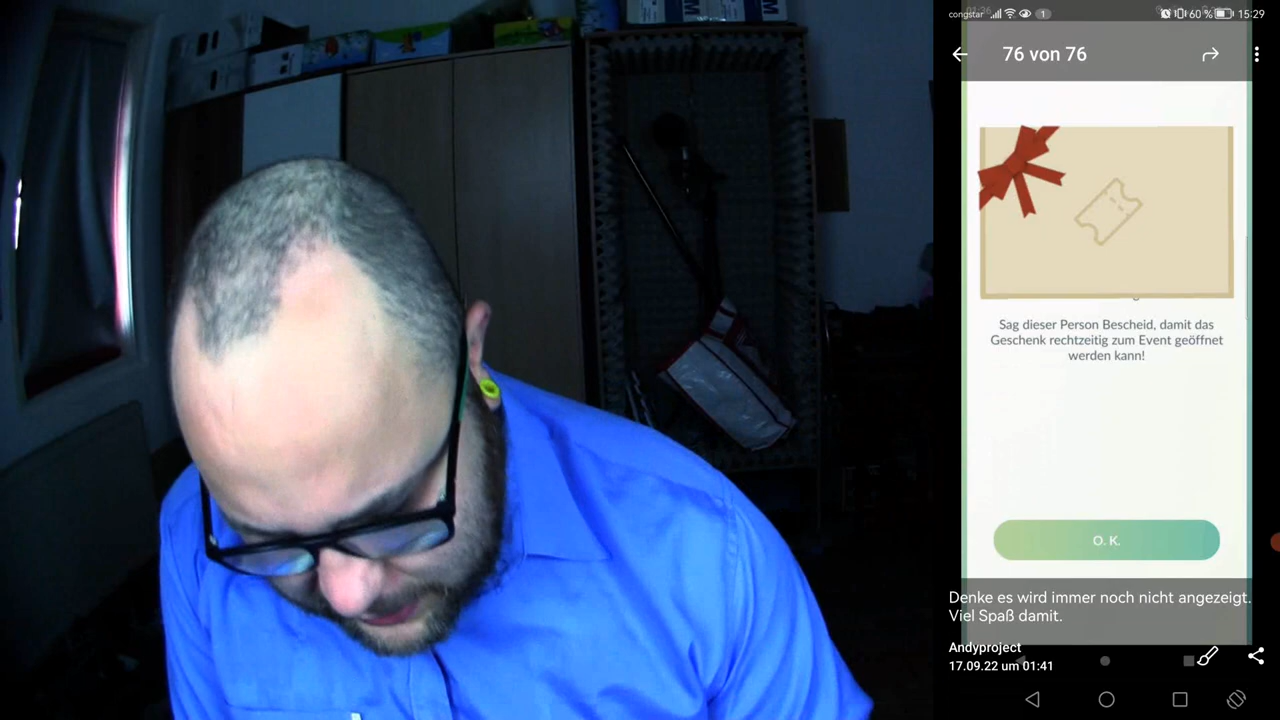 congstar 1 60 % 15:29
76 von 76
Sag dieser Person Bescheid, damit das
Geschenk rechtzeitig zum Event geöffnet
werden kann!
O. K.
Denke es wird immer noch nicht angezeigt.
Viel Spaß damit.
Andyproject
17.09.22 um 01:41